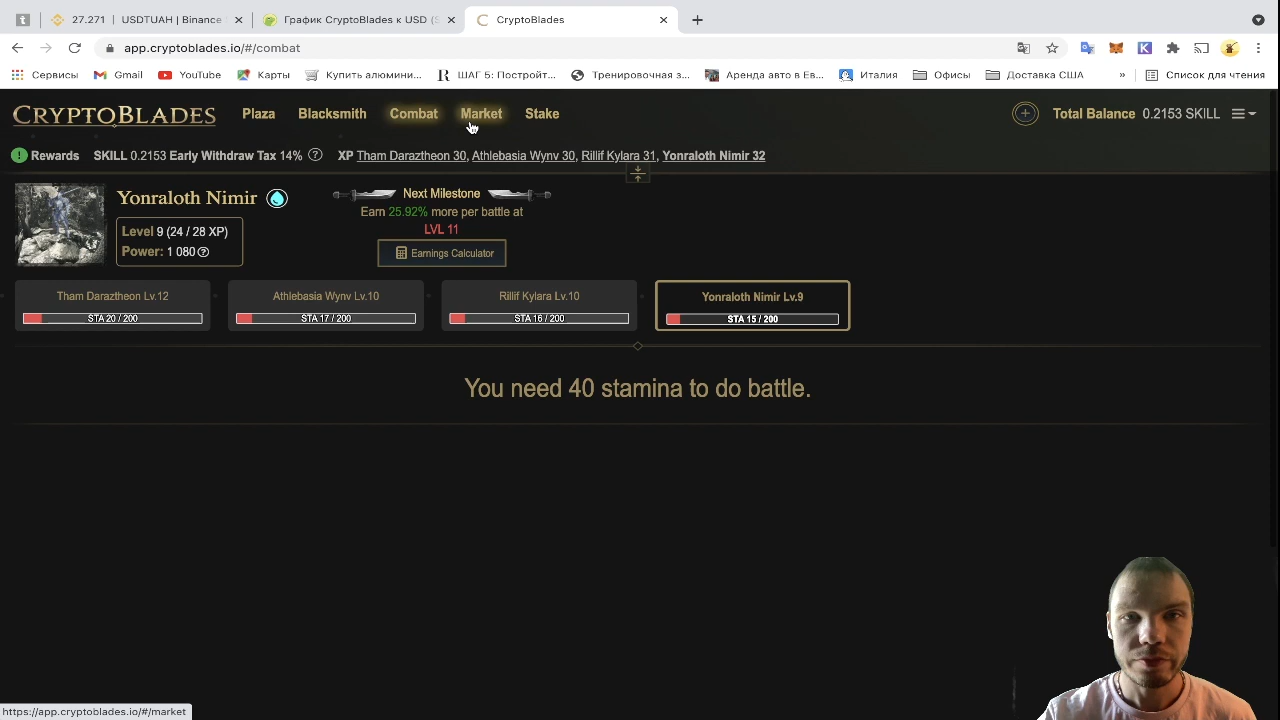 27.271 | USDTUAH | Binance
График CryptoBlades к USD (S
CryptoBlades
app.cryptoblades.io/#/combat
Сервисы
Gmail
YouTube
Карты
Купить алюмини...
ШАГ 5: Постройт...
Тренировочная з...
Аренда авто в Ев...
Италия
Офисы
Доставка США
»
Список для чтения
CRYPTOBLADES
Plaza
Blacksmith
Combat
Market
Stake
Total Balance 0.2153 SKILL
Rewards SKILL 0.2153 Early Withdraw Tax 14% ? XP Tham Daraztheon 30, Athlebasia Wynv 30, Rillif Kylara 31, Yonraloth Nimir 32
Yonraloth Nimir
Level 9 (24 / 28 XP)
Power: 1 080 ?
Next Milestone
Earn 25.92% more per battle at
LVL 11
Earnings Calculator
Tham Daraztheon Lv.12
STA 20 / 200
Athlebasia Wynv Lv.10
STA 17 / 200
Rillif Kylara Lv.10
STA 16 / 200
Yonraloth Nimir Lv.9
STA 15 / 200
You need 40 stamina to do battle.
https://app.cryptoblades.io/#/market